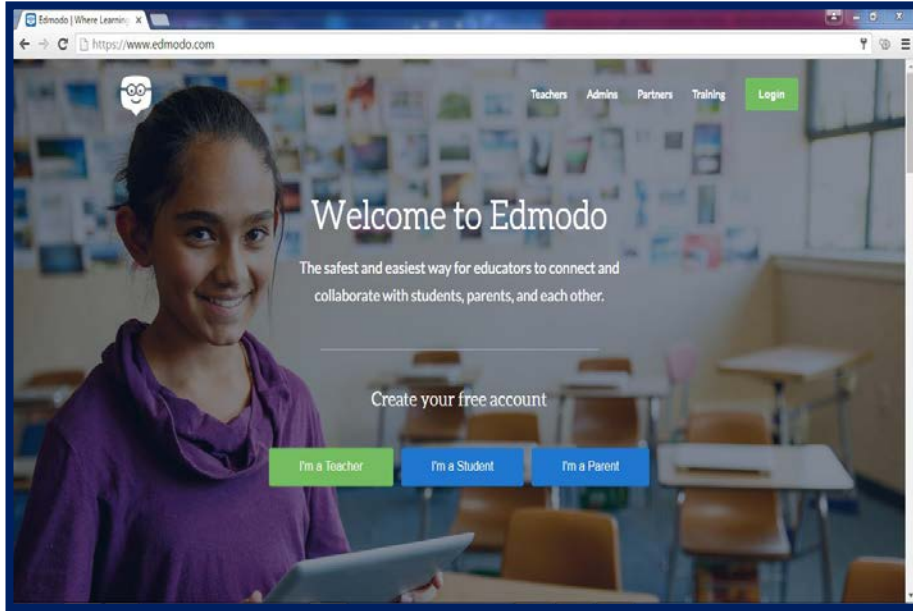 Edmodo | Where Learning
https://www.edmodo.com
Teachers Admins Partners Training Login
Welcome to Edmodo
The safest and easiest way for educators to connect and
collaborate with students, parents, and each other.
Create your free account
I'm a Teacher I'm a Student I'm a Parent